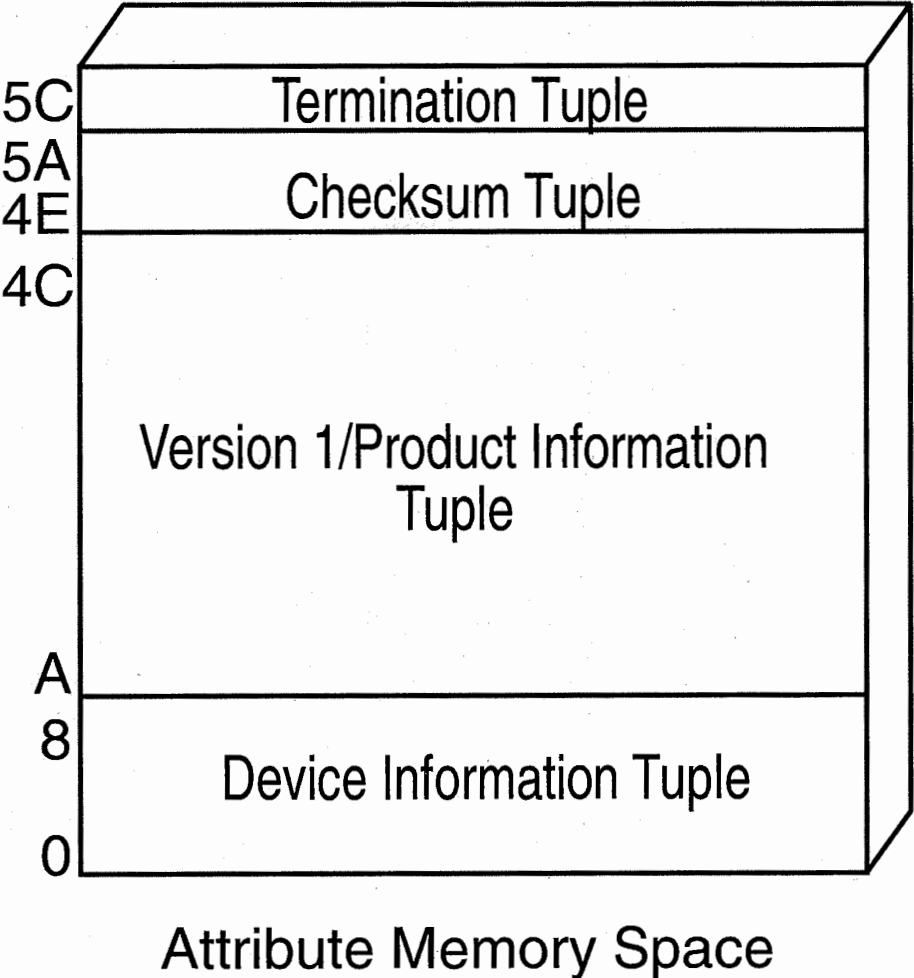 5C Termination Tuple
5A
4E Checksum Tuple
4C
Version 1/Product Information
Tuple
A
8
Device Information Tuple
0
Attribute Memory Space